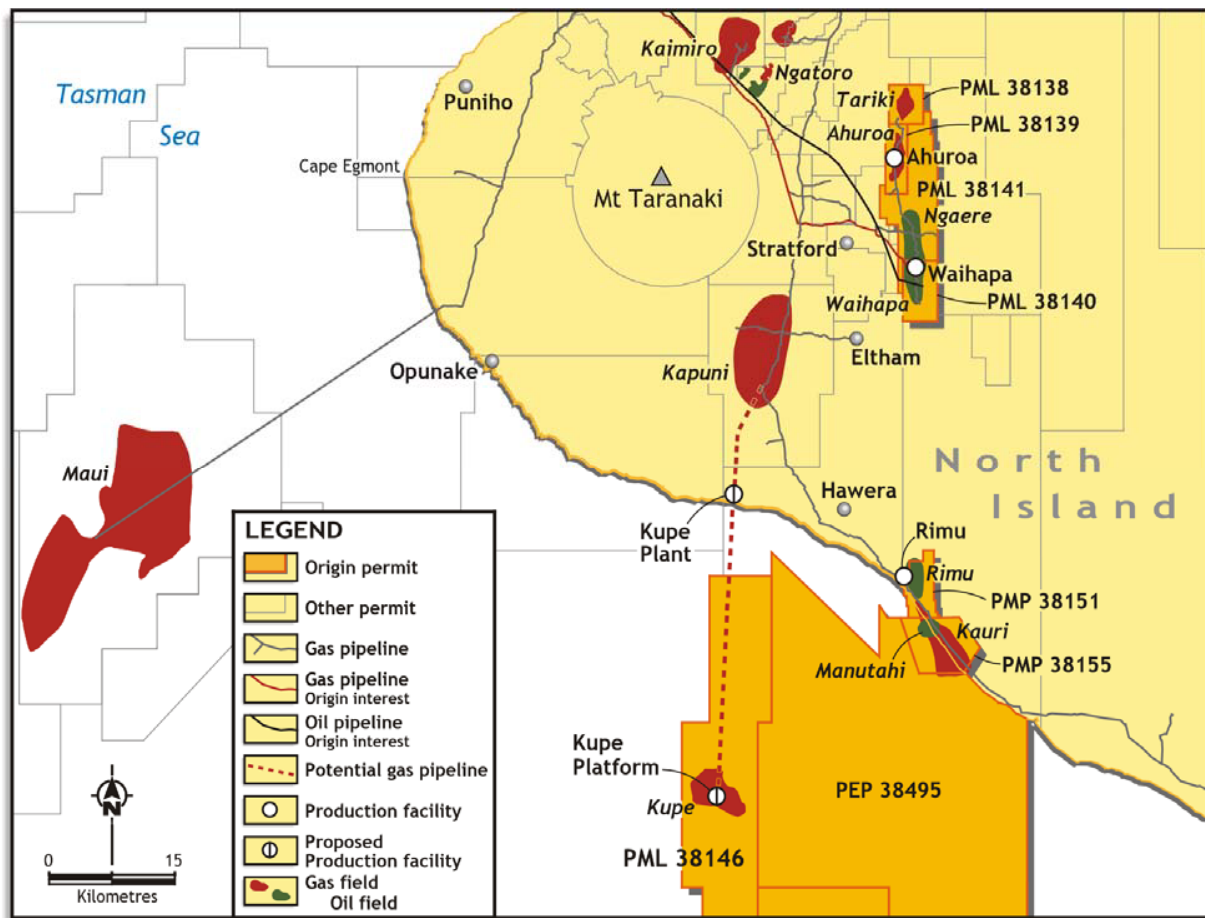 Kaimiro
Ngatoro
Tasman
Sea
Puniho
Tariki
PML 38138
PML 38139
Ahuroa
Ahuroa
Cape Egmont
Mt Taranaki
PML 38141
Ngaere
Stratford
Waihapa
Waihapa
PML 38140
Opunake
Kapuni
Eltham
Maui
North
Island
Hawera
Kupe
Plant
Rimu
Rimu
PMP 38151
Kauri
Manutahi
PMP 38155
Kupe
Platform
Kupe
PEP 38495
PML 38146
LEGEND
Origin permit
Other permit
Gas pipeline
Gas pipeline
Origin interest
Oil pipeline
Origin interest
Potential gas pipeline
Production facility
Proposed
Production facility
Gas field
Oil field
N
0 15
Kilometres